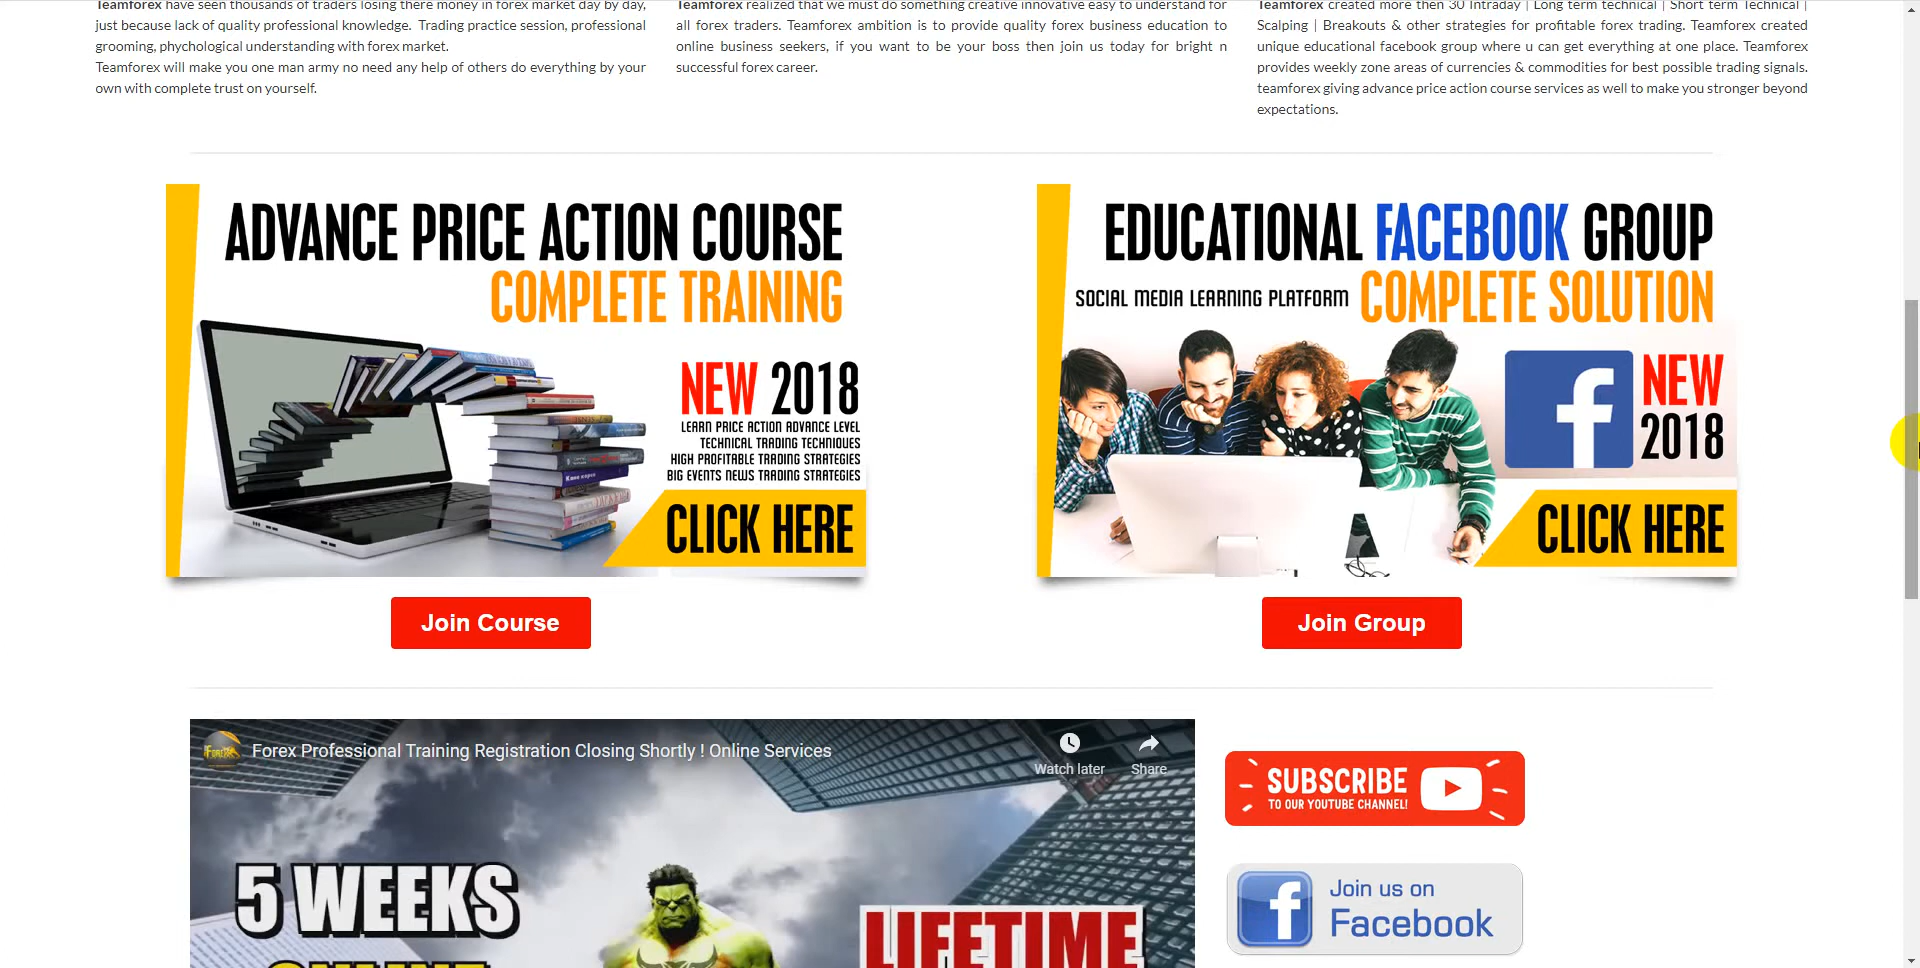 Teamforex have seen thousands of traders losing there money in forex market day by day,
just because lack of quality professional knowledge. Trading practice session, professional
grooming, phychological understanding with forex market.
Teamforex will make you one man army no need any help of others do everything by your
own with complete trust on yourself.
Teamforex realized that we must do something creative innovative easy to understand for
all forex traders. Teamforex ambition is to provide quality forex business education to
online business seekers, if you want to be your boss then join us today for bright n
successful forex career.
Teamforex created more then 30 Intraday | Long term technical | Short term Technical |
Scalping | Breakouts & other strategies for profitable forex trading. Teamforex created
unique educational facebook group where u can get everything at one place. Teamforex
provides weekly zone areas of currencies & commodities for best possible trading signals.
teamforex giving advance price action course services as well to make you stronger beyond
expectations.
ADVANCE PRICE ACTION COURSE
COMPLETE TRAINING
NEW 2018
LEARN PRICE ACTION ADVANCE LEVEL
TECHNICAL TRADING TECHNIQUES
HIGH PROFITABLE TRADING STRATEGIES
BIG EVENTS NEWS TRADING STRATEGIES
CLICK HERE
Join Course
EDUCATIONAL FACEBOOK GROUP
SOCIAL MEDIA LEARNING PLATFORM COMPLETE SOLUTION
NEW
2018
CLICK HERE
Join Group
Forex Professional Training Registration Closing Shortly ! Online Services
Watch later
Share
5 WEEKS
ONLINE
LIFETIME
SUBSCRIBE
TO OUR YOUTUBE CHANNEL!
Join us on
Facebook